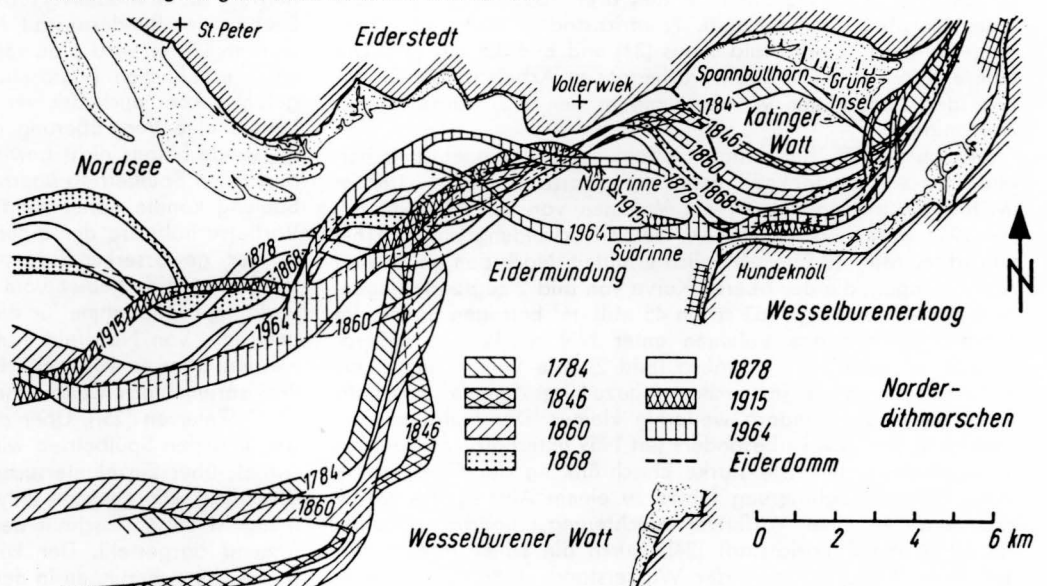 St. Peter
Eiderstedt
Vollerwiek
Spannbüllhörn
Grüne
Insel
Katinger
Watt
1784
1846
1860
1868
1875
Nordsee
Nordrinne
1915
1964
Südrinne
Eidermündung
Hundeknöll
Wesselburenerkoog
N
1878
1868
1915
1964
1860
1846
1784
1860
1784
1846
1860
1868
1878
1915
1964
Eiderdamm
Norder-
dithmarschen
Wesselburener Watt
0 2 4 6 km